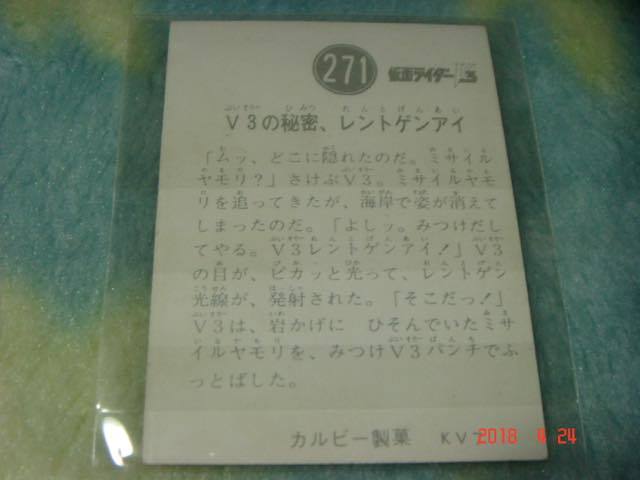 271 仮面ライダーV3
V3の秘密、レントゲンアイ
「ムッ、どこに隠れたのだ。ミサイル
ヤモリ?」さけぶV3。ミサイルヤモ
リを追ってきたが、海岸で姿が消えて
しまったのだ。「よしッ。みつけだし
てやる。V3レントゲンアイ!」V3
の目が、ピカッと光って、レントゲン
光線が、発射された。「そこだっ!」
V3は、岩かげに ひそんでいたミサ
イルヤモリを、みつけV3パンチでふ
っとばした。
カルビー製菓 KV
2018 4 24